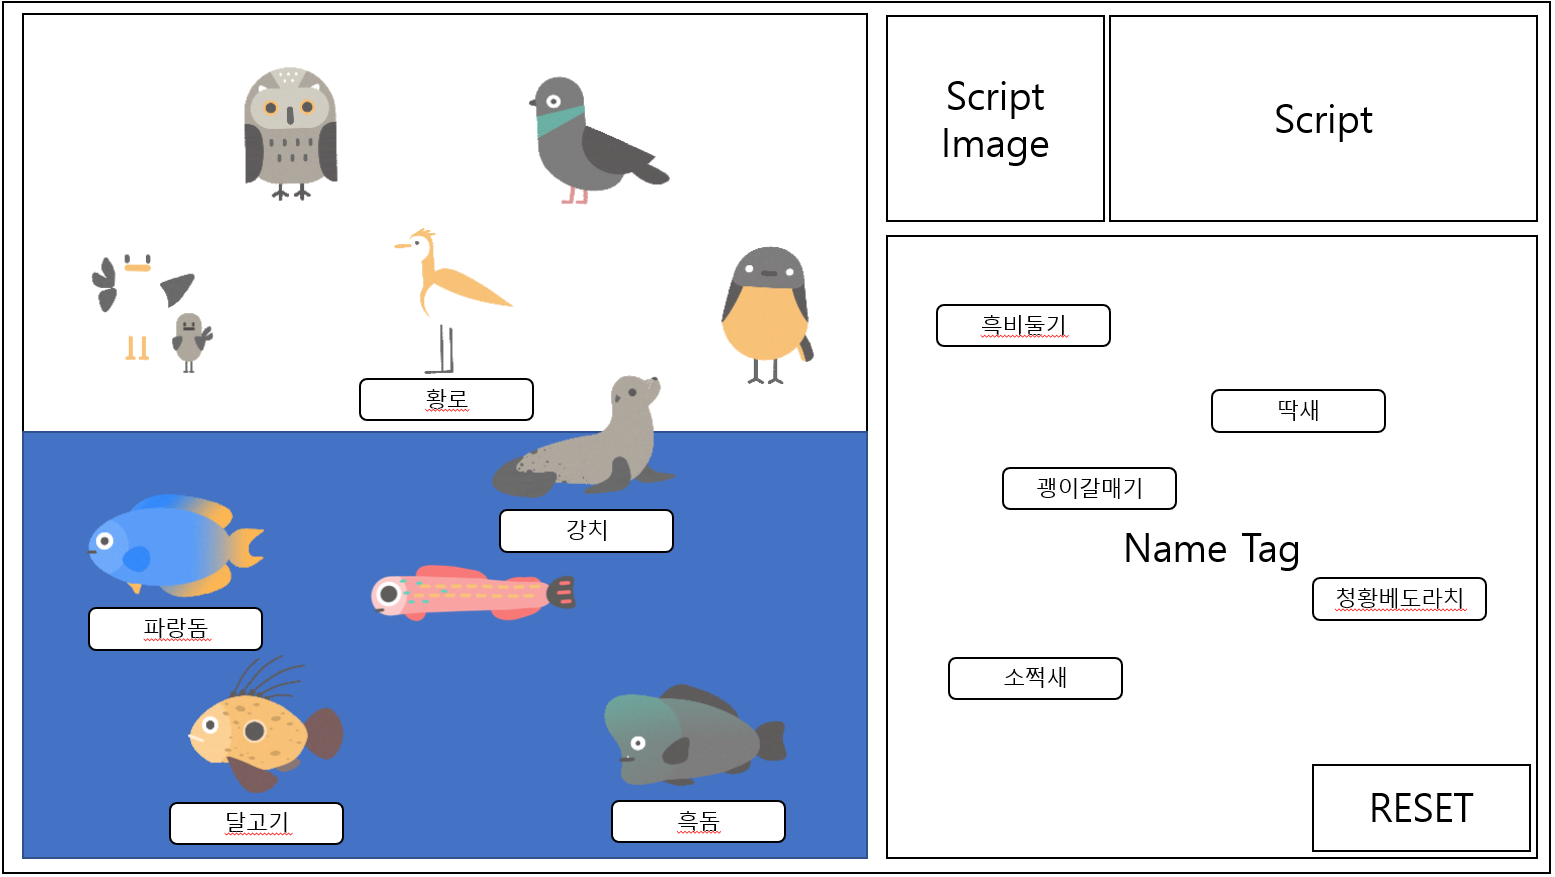 황로
강치
파랑돔
달고기
흑돔
Script
Image
Script
흑비둘기
딱새
괭이갈매기
Name Tag
청황베도라치
소쩍새
RESET